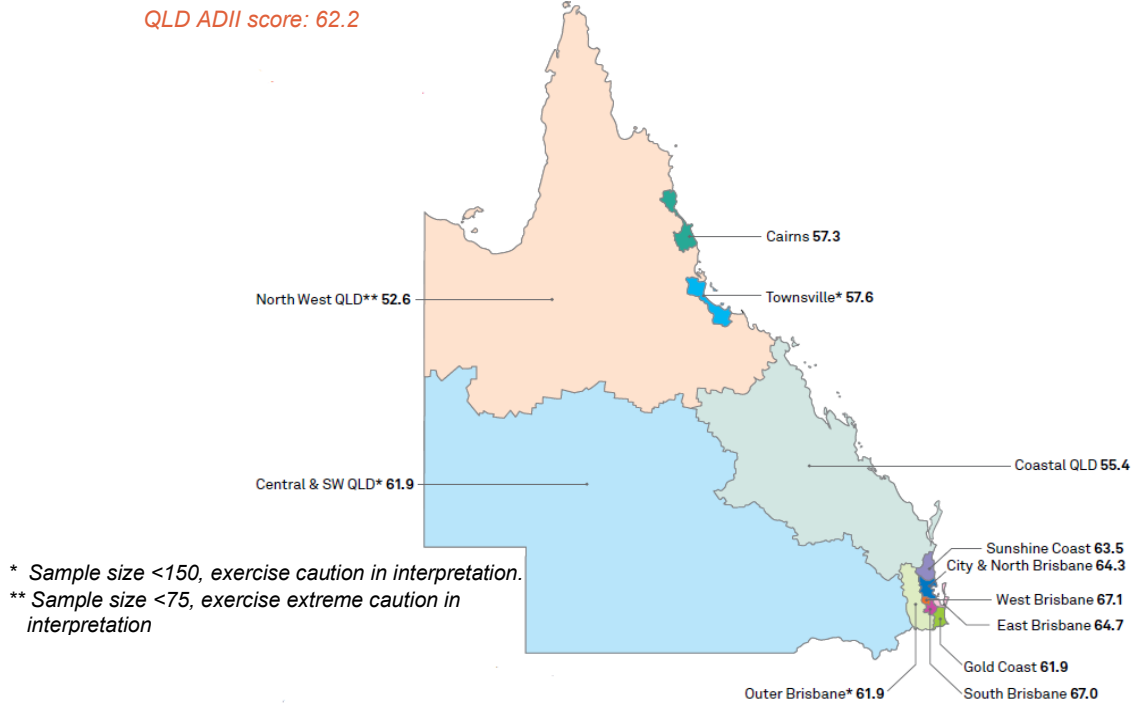 QLD ADII score: 62.2
Cairns 57.3
North West QLD** 52.6
Townsville* 57.6
Coastal QLD 55.4
Central & SW QLD* 61.9
Sunshine Coast 63.5
City & North Brisbane 64.3
West Brisbane 67.1
East Brisbane 64.7
Gold Coast 61.9
Outer Brisbane* 61.9
South Brisbane 67.0
* Sample size <150, exercise caution in interpretation.
** Sample size <75, exercise extreme caution in
interpretation